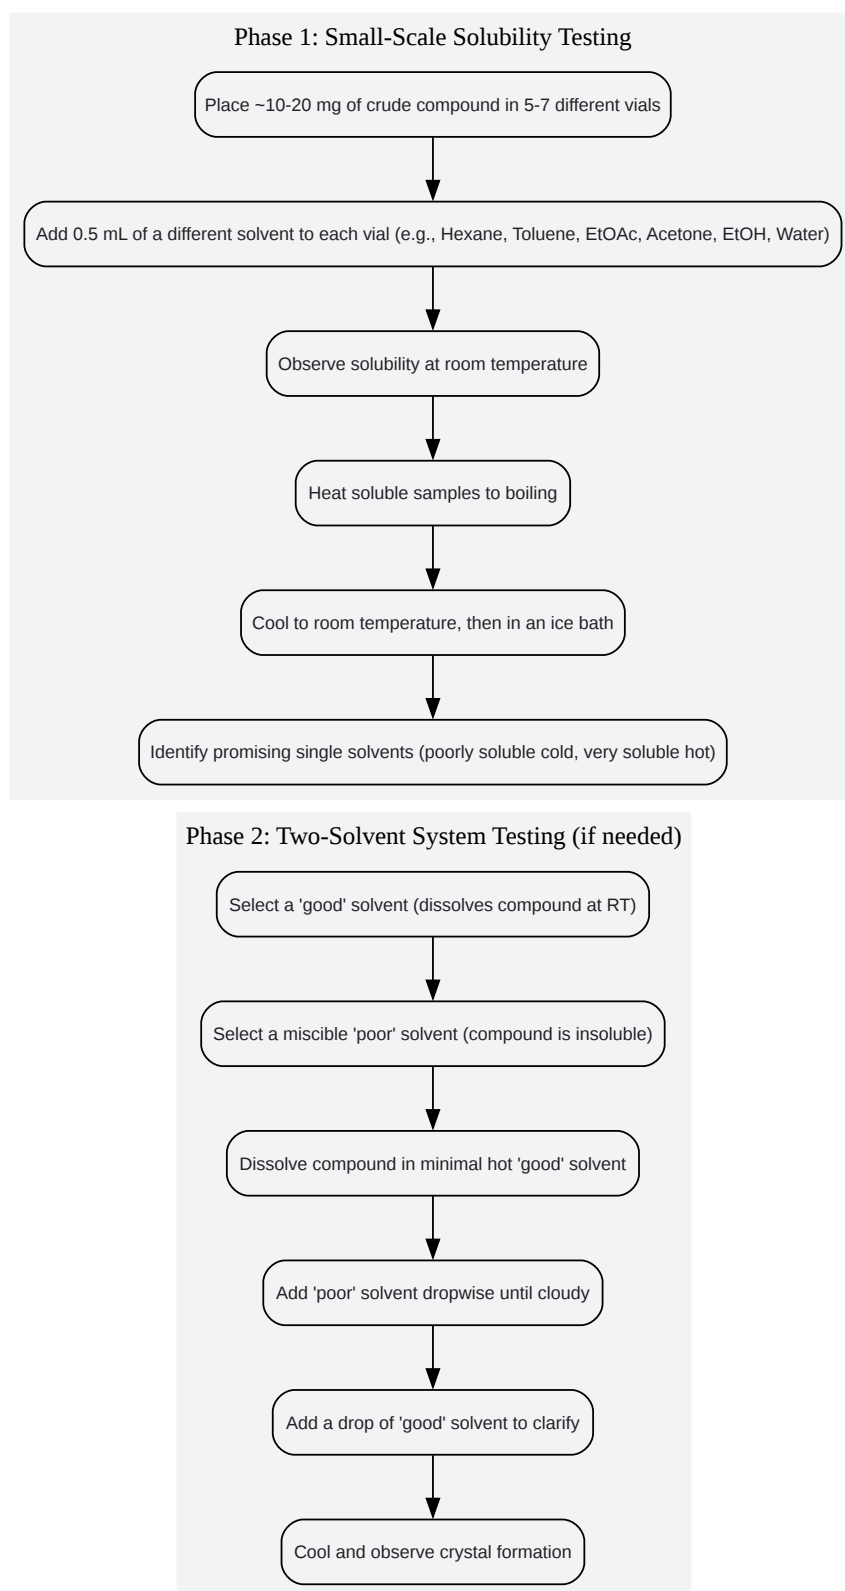 Phase 1: Small-Scale Solubility Testing
Place ~10-20 mg of crude compound in 5-7 different vials
Add 0.5 mL of a different solvent to each vial (e.g., Hexane, Toluene, EtOAc, Acetone, EtOH, Water)
Observe solubility at room temperature
Heat soluble samples to boiling
Cool to room temperature, then in an ice bath
Identify promising single solvents (poorly soluble cold, very soluble hot)
Phase 2: Two-Solvent System Testing (if needed)
Select a 'good' solvent (dissolves compound at RT)
Select a miscible 'poor' solvent (compound is insoluble)
Dissolve compound in minimal hot 'good' solvent
Add 'poor' solvent dropwise until cloudy
Add a drop of 'good' solvent to clarify
Cool and observe crystal formation